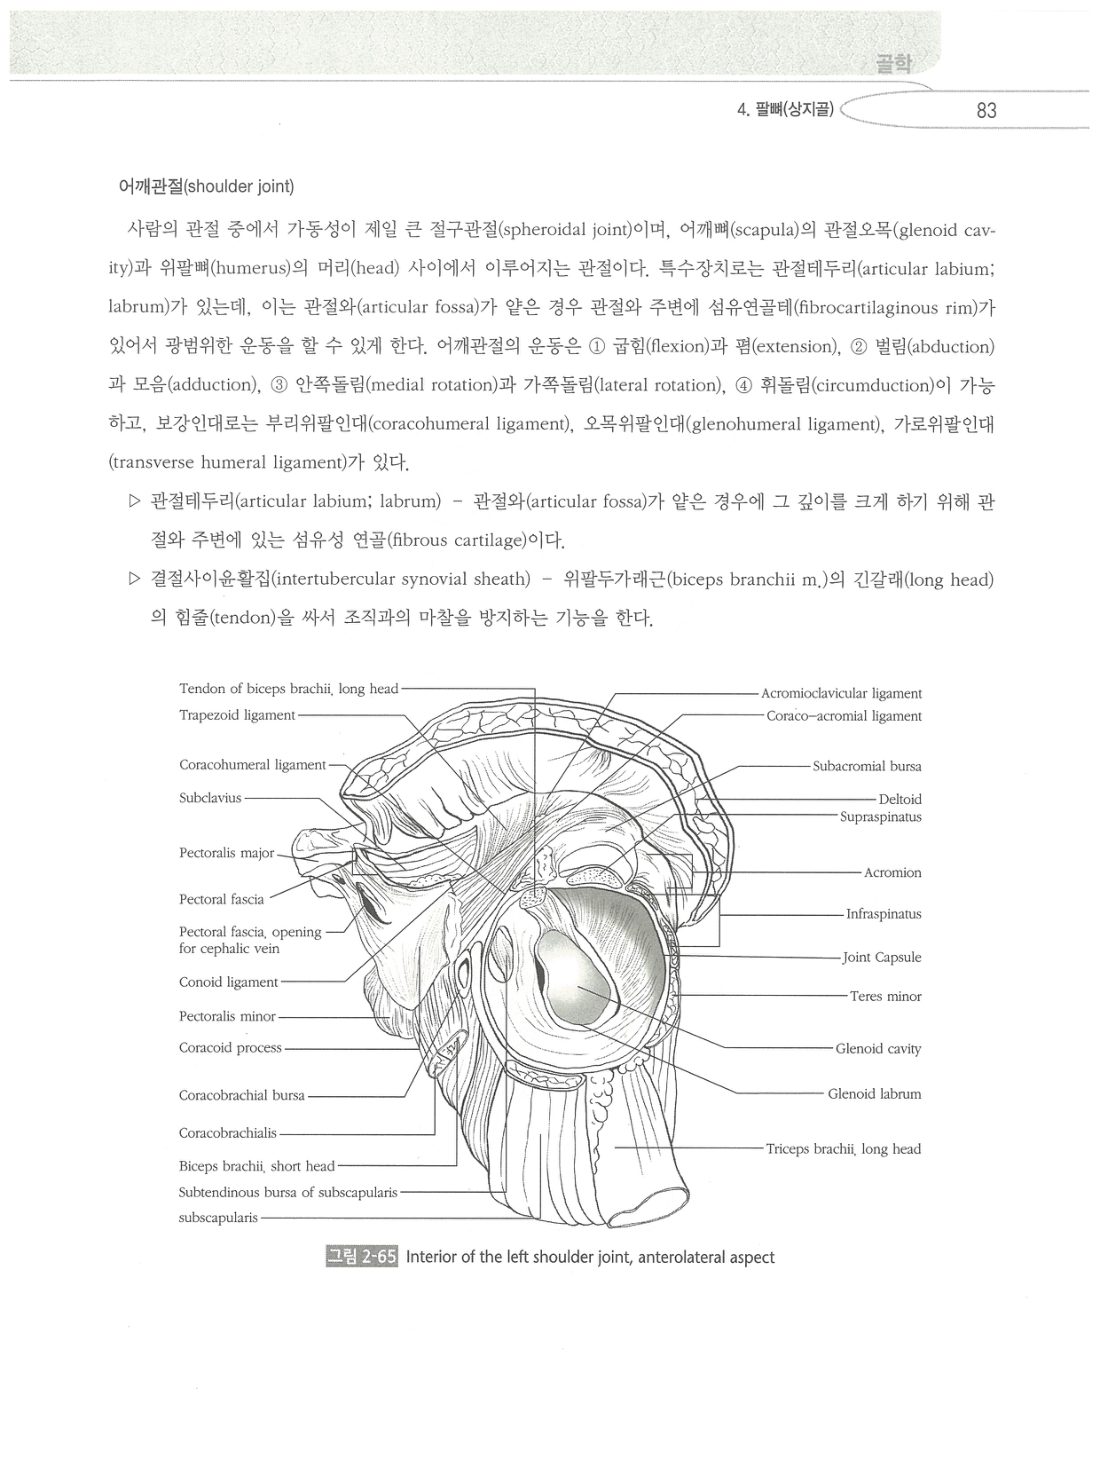 골학
4. 팔뼈(상지골)
83
어깨관절(shoulder joint)
사람의 관절 중에서 가동성이 제일 큰 절구관절(spheroidal joint)이며, 어깨뼈(scapula)의 관절오목(glenoid cav-
ity)과 위팔뼈(humerus)의 머리(head) 사이에서 이루어지는 관절이다. 특수장치로는 관절테두리(articular labium;
labrum)가 있는데, 이는 관절와(articular fossa)가 얕은 경우 관절와 주변에 섬유연골테(fibrocartilaginous rim)가
있어서 광범위한 운동을 할 수 있게 한다. 어깨관절의 운동은 ① 굽힘(flexion)과 폄(extension), ② 벌림(abduction)
과 모음(adduction), ③ 안쪽돌림(medial rotation)과 가쪽돌림(lateral rotation), ④ 휘돌림(circumduction)이 가능
하고, 보강인대로는 부리위팔인대(coracohumeral ligament), 오목위팔인대(glenohumeral ligament), 가로위팔인대
(transverse humeral ligament)가 있다.
▷ 관절테두리(articular labium; labrum) - 관절와(articular fossa)가 얕은 경우에 그 깊이를 크게 하기 위해 관
절와 주변에 있는 섬유성 연골(fibrous cartilage)이다.
▷ 결절사이윤활집(intertubercular synovial sheath) - 위팔두가래근(biceps branchii m.)의 긴갈래(long head)
의 힘줄(tendon)을 싸서 조직과의 마찰을 방지하는 기능을 한다.
Tendon of biceps brachii, long head
Trapezoid ligament
Coracohumeral ligament
Subclavius
Pectoralis major
Pectoral fascia
Pectoral fascia, opening
for cephalic vein
Conoid ligament
Pectoralis minor
Coracoid process
Coracobrachial bursa
Coracobrachialis
Biceps brachii, short head
Subtendinous bursa of subscapularis
subscapularis
Acromioclavicular ligament
Coraco-acromial ligament
Subacromial bursa
Deltoid
Supraspinatus
Acromion
Infraspinatus
Joint Capsule
Teres minor
Glenoid cavity
Glenoid labrum
Triceps brachii, long head
그림 2-65 Interior of the left shoulder joint, anterolateral aspect